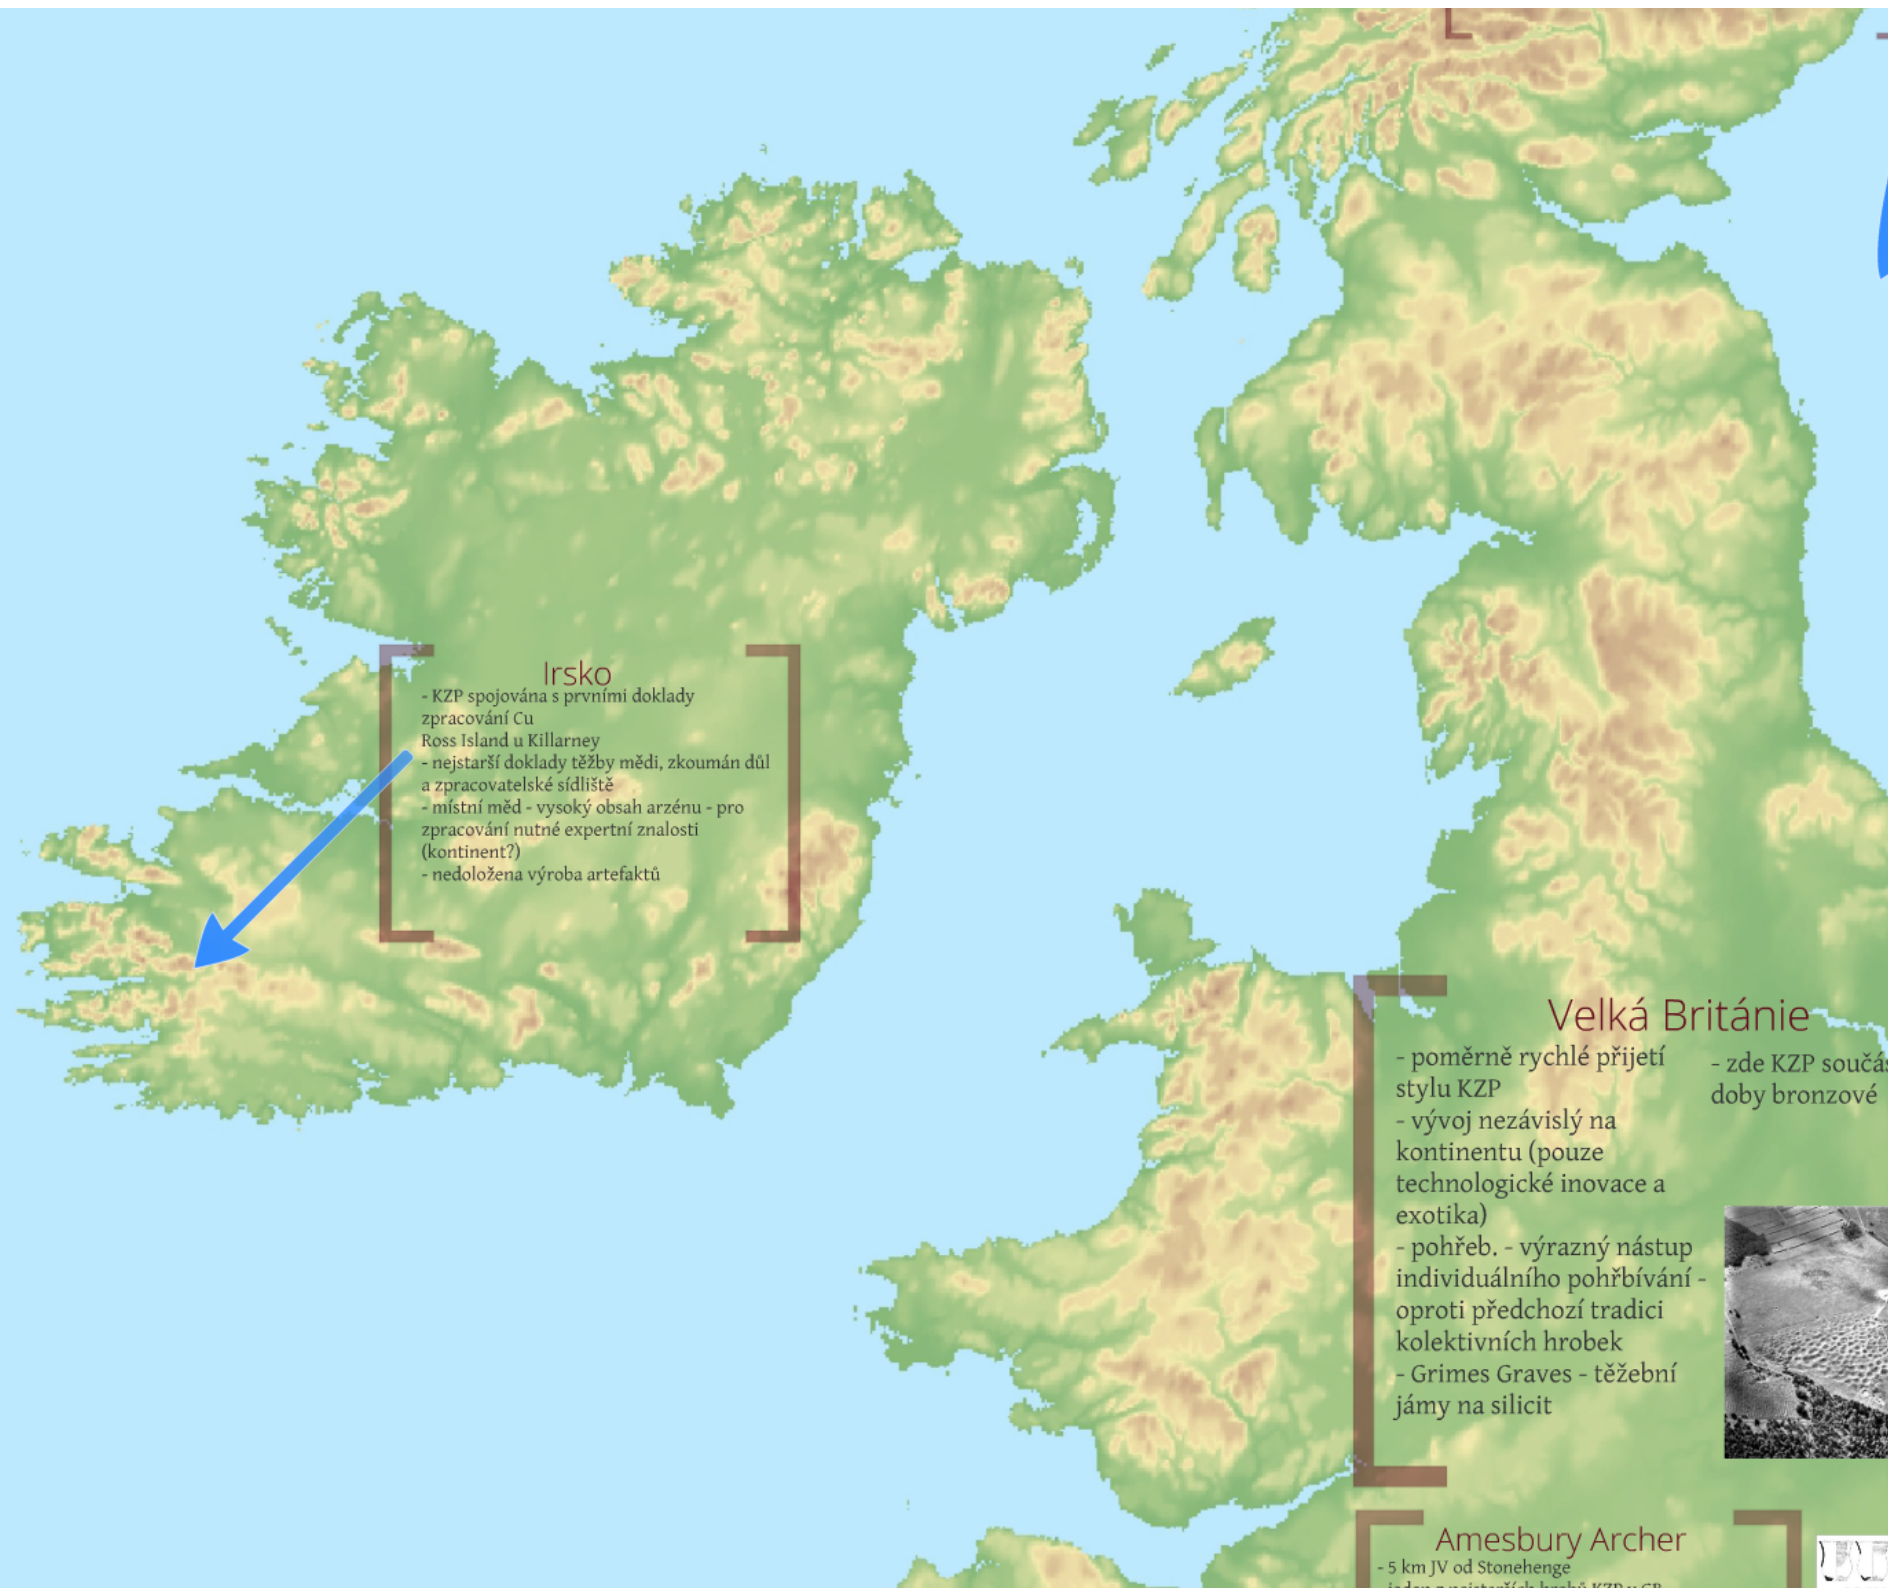 Irsko
- KZP spojována s prvními doklady
zpracování Cu
Ross Island u Killarney
- nejstarší doklady těžby mědi, zkoumán důl
a zpracovatelské sídliště
- místní měd - vysoký obsah arzénu - pro
zpracování nutné expertní znalosti
(kontinent?)
- nedoložena výroba artefaktů
Velká Británie
- poměrně rychlé přijetí
stylu KZP
- vývoj nezávislý na
kontinentu (pouze
technologické inovace a
exotika)
- pohřeb. - výrazný nástup
individuálního pohřbívání -
oproti předchozí tradici
kolektivních hrobek
- Grimes Graves - těžební
jámy na silicit
- zde KZP
doby bronzové
Amesbury Archer
- 5 km JV od Stonehenge